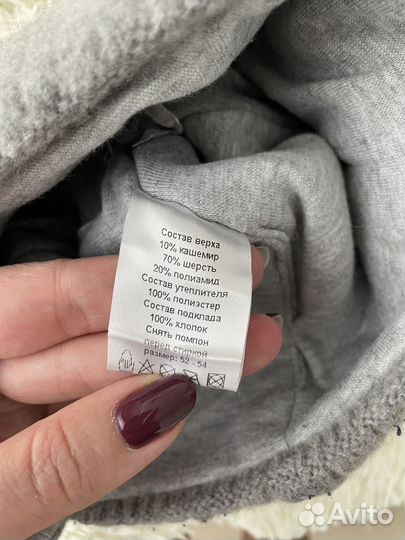 Состав верха
10% кашемир
70% шерсть
20% полиамид
Состав утеплителя
100% полиэстер
Состав подклада
100% хлопок
Снять помпон
перед стиркой
размер: 52 - 54
Avito